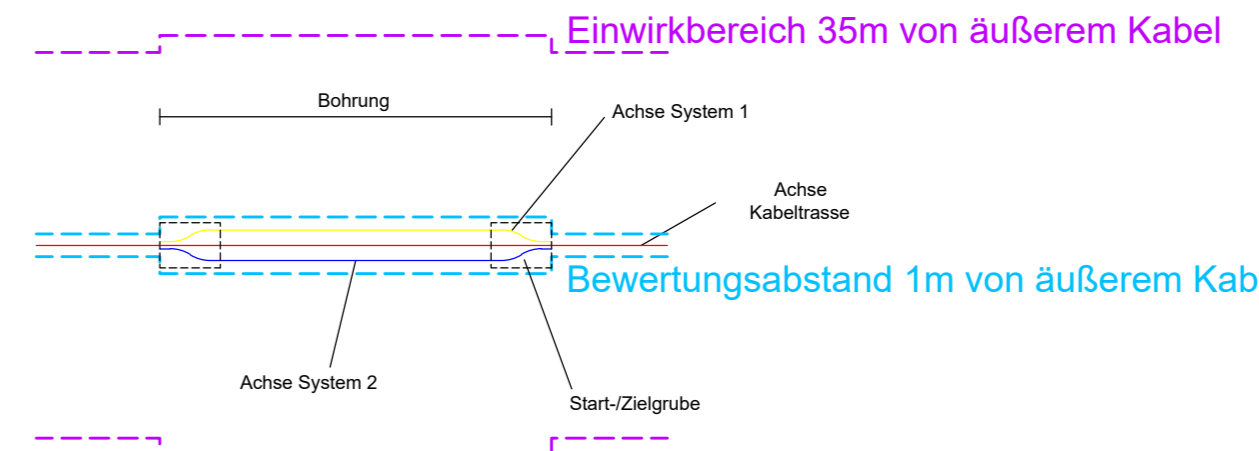 Einwirkbereich 35m von äußerem Kabel
Bohrung
Achse System 1
Achse
Kabeltrasse
Bewertungsabstand 1m von äußerem Kab
Achse System 2
Start-/Zielgrube